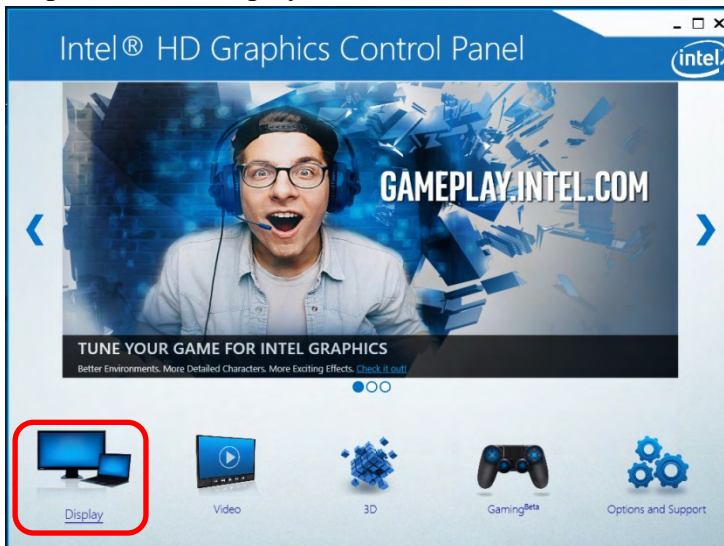 Intel® HD Graphics Control Panel
intel
GAMEPLAY.INTEL.COM
TUNE YOUR GAME FOR INTEL GRAPHICS
Better Environments. More Detailed Characters. More Exciting Effects. Check it out!
Display
Video
3D
GamingBeta
Options and Support